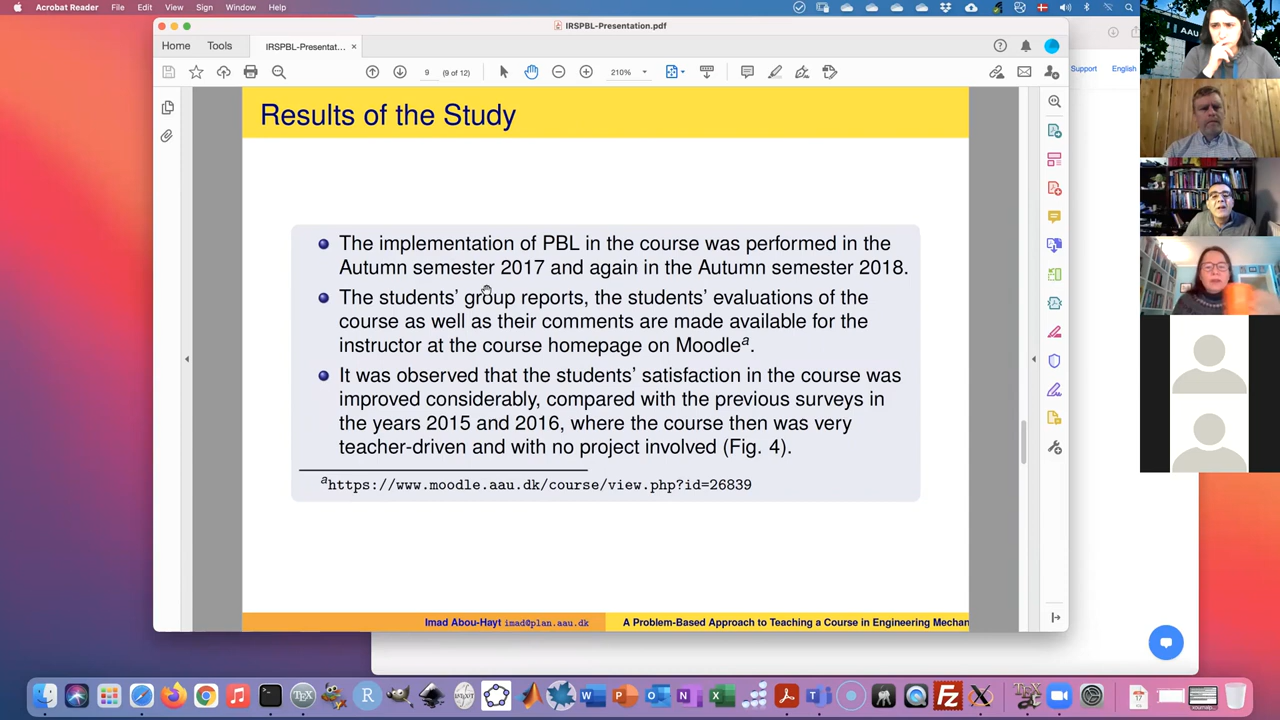 Acrobat Reader File Edit View Sign Window Help
IRSPBL-Presentation.pdf
Home Tools IRSPBL-Presentat... ×
9 (9 of 12) 210%
Support English
AAU
Results of the Study
The implementation of PBL in the course was performed in the
Autumn semester 2017 and again in the Autumn semester 2018.
The students’ group reports, the students’ evaluations of the
course as well as their comments are made available for the
instructor at the course homepage on Moodleᵃ.
It was observed that the students’ satisfaction in the course was
improved considerably, compared with the previous surveys in
the years 2015 and 2016, where the course then was very
teacher-driven and with no project involved (Fig. 4).
ᵃhttps://www.moodle.aau.dk/course/view.php?id=26839
Imad Abou-Hayt imad@plan.aau.dk A Problem-Based Approach to Teaching a Course in Engineering Mechan